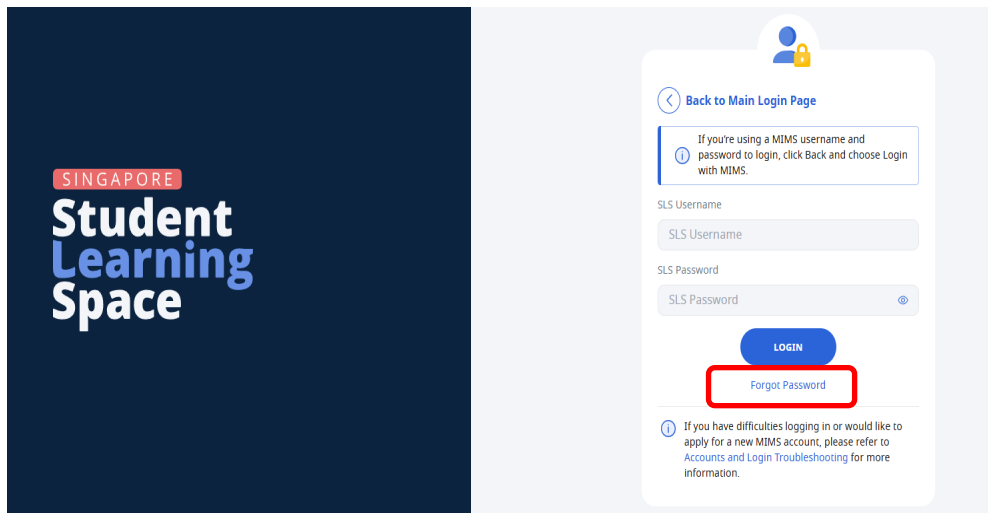 SINGAPORE
Student
Learning
Space
Back to Main Login Page
If you're using a MIMS username and
password to login, click Back and choose Login
with MIMS.
SLS Username
SLS Username
SLS Password
SLS Password
LOGIN
Forgot Password
If you have difficulties logging in or would like to
apply for a new MIMS account, please refer to
Accounts and Login Troubleshooting for more
information.